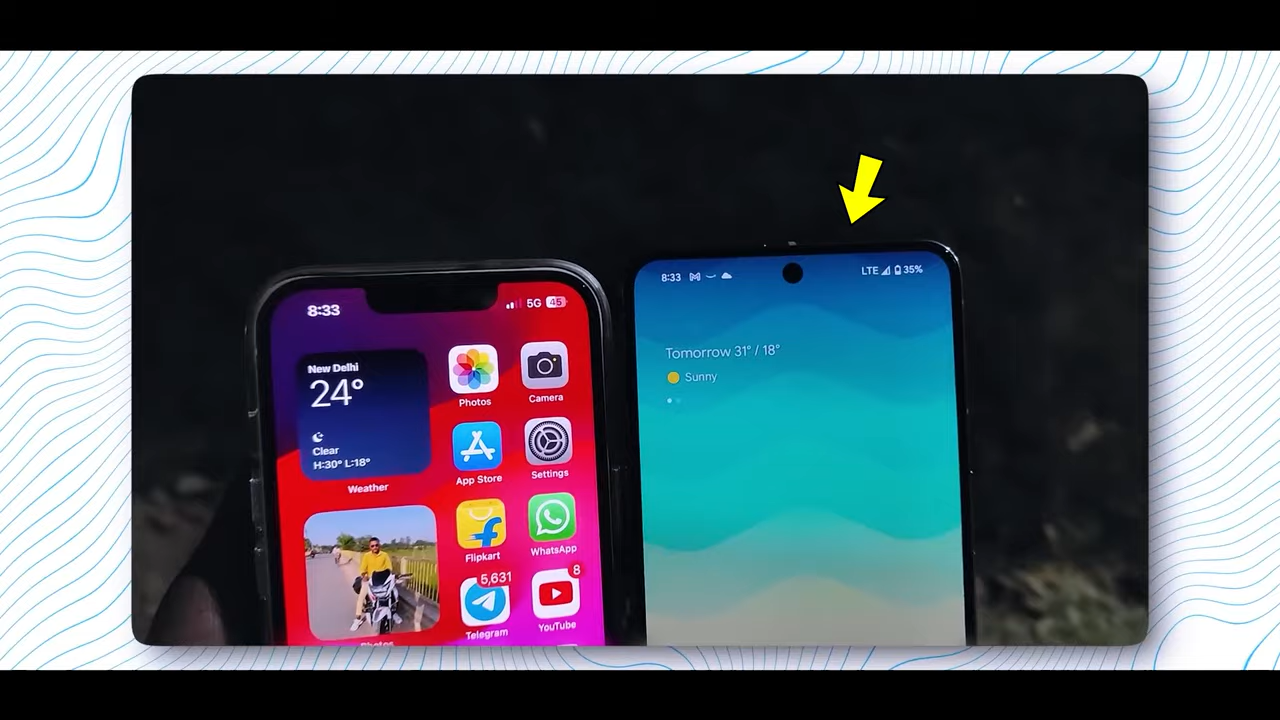 8:33
5G 45
New Delhi
24°
Clear
H:30° L:18°
Weather
Photos
Camera
App Store
Settings
Flipkart
WhatsApp
5,631
Telegram
8
YouTube
Photos
8:33
LTE 35%
Tomorrow 31° / 18°
Sunny